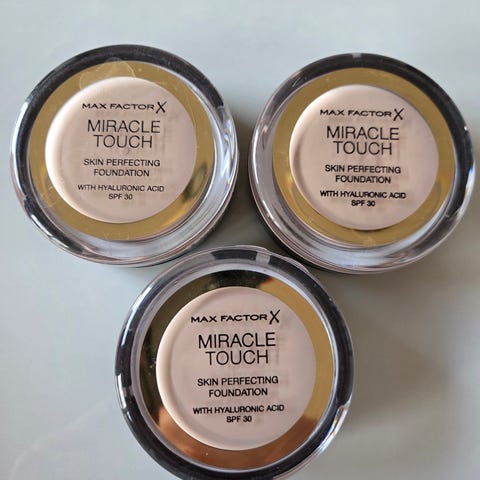 MAX FACTOR X
MIRACLE
TOUCH
SKIN PERFECTING
FOUNDATION
WITH HYALURONIC ACID
SPF 30
MAX FACTOR X
MIRACLE
TOUCH
SKIN PERFECTING
FOUNDATION
WITH HYALURONIC ACID
SPF 30
MAX FACTOR X
MIRACLE
TOUCH
SKIN PERFECTING
FOUNDATION
WITH HYALURONIC ACID
SPF 30